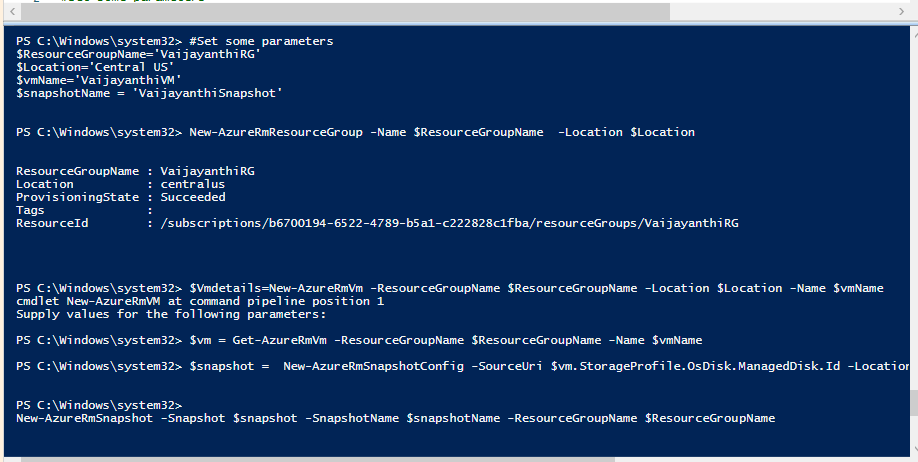 PS C:\Windows\system32> #Set some parameters
$ResourceGroupName='VaijayanthiRG'
$Location='Central US'
$vmName='VaijayanthiVM'
$snapshotName = 'VaijayanthiSnapshot'
PS C:\Windows\system32> New-AzureRmResourceGroup -Name $ResourceGroupName  -Location $Location
ResourceGroupName : VaijayanthiRG
Location          : centralus
ProvisioningState : Succeeded
Tags              :
ResourceId        : /subscriptions/b6700194-6522-4789-b5a1-c222828c1fba/resourceGroups/VaijayanthiRG
PS C:\Windows\system32> $Vmdetails=New-AzureRmVm -ResourceGroupName $ResourceGroupName -Location $Location -Name $vmName
cmdlet New-AzureRmVM at command pipeline position 1
Supply values for the following parameters:
PS C:\Windows\system32> $vm = Get-AzureRmVm -ResourceGroupName $ResourceGroupName -Name $vmName
PS C:\Windows\system32> $snapshot =  New-AzureRmSnapshotConfig -SourceUri $vm.StorageProfile.OsDisk.ManagedDisk.Id -Location
PS C:\Windows\system32>
New-AzureRmSnapshot -Snapshot $snapshot -SnapshotName $snapshotName -ResourceGroupName $ResourceGroupName